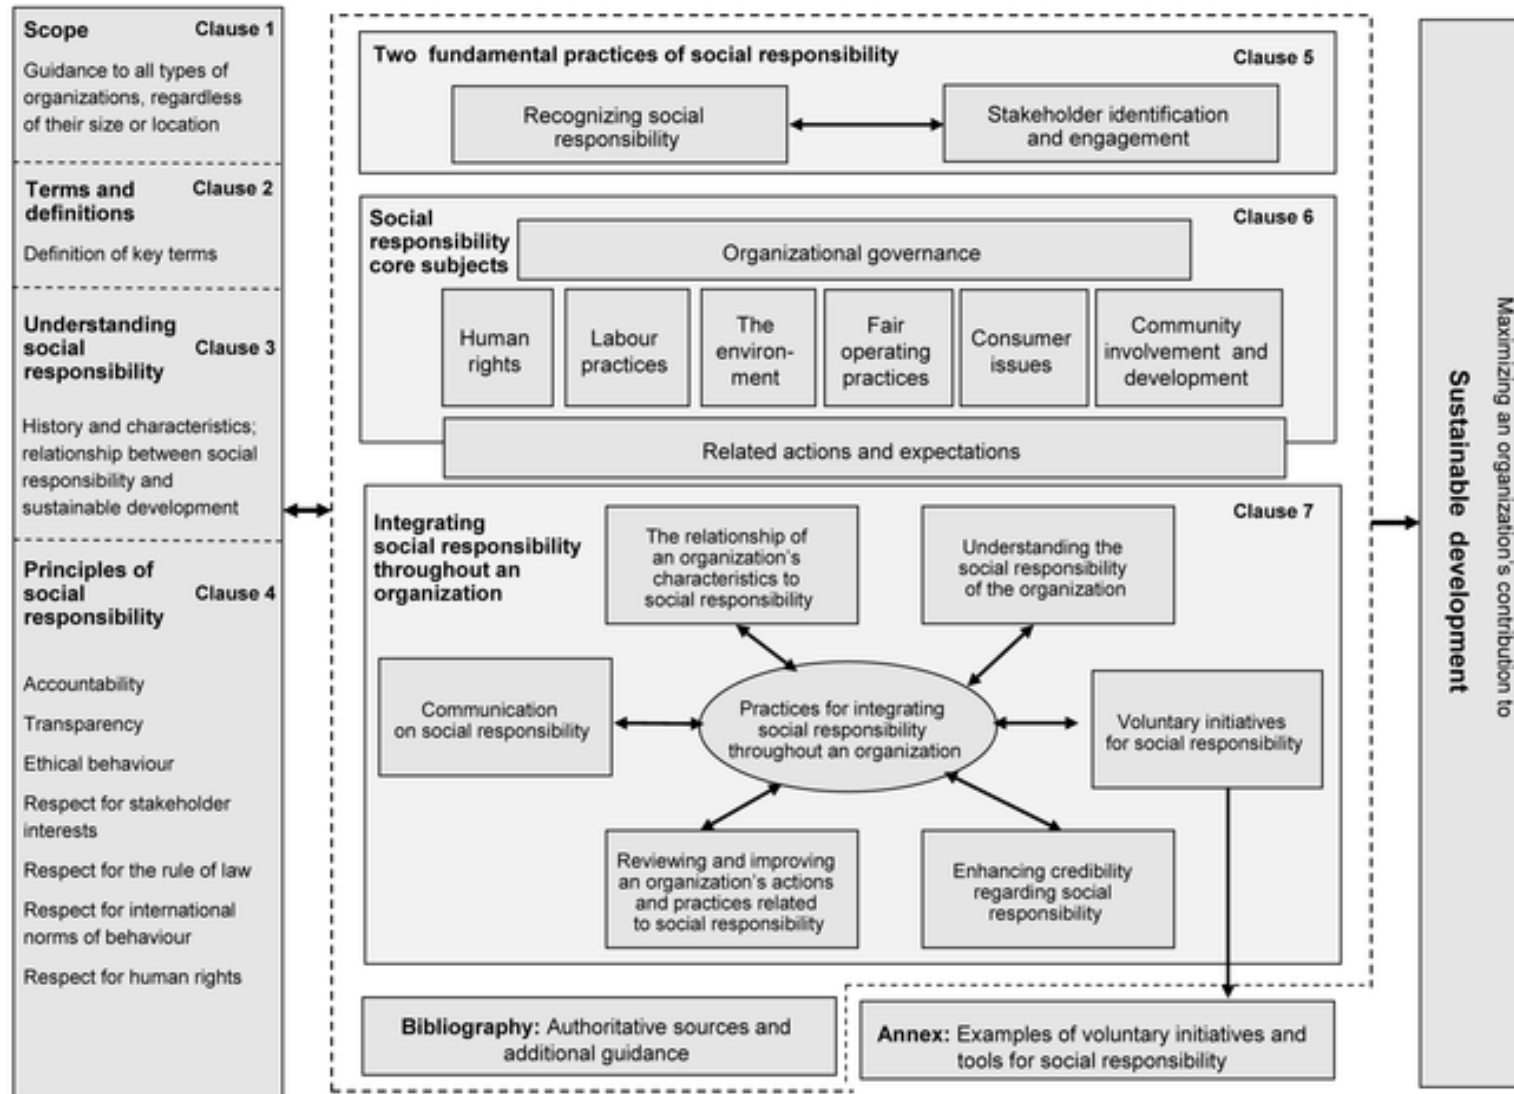 Scope Clause 1
Guidance to all types of
organizations, regardless
of their size or location
Terms and Clause 2
definitions
Definition of key terms
Understanding
social Clause 3
responsibility
History and characteristics;
relationship between social
responsibility and
sustainable development
Principles of
social Clause 4
responsibility
Accountability
Transparency
Ethical behaviour
Respect for stakeholder
interests
Respect for the rule of law
Respect for international
norms of behaviour
Respect for human rights
Two fundamental practices of social responsibility Clause 5
Recognizing social
responsibility
Stakeholder identification
and engagement
Social Clause 6
responsibility
core subjects
Organizational governance
Human
rights
Labour
practices
The
environ-
ment
Fair
operating
practices
Consumer
issues
Community
involvement and
development
Related actions and expectations
Integrating Clause 7
social responsibility
throughout an
organization
The relationship of
an organization's
characteristics to
social responsibility
Understanding the
social responsibility
of the organization
Communication
on social responsibility
Practices for integrating
social responsibility
throughout an organization
Voluntary initiatives
for social responsibility
Reviewing and improving
an organization's actions
and practices related
to social responsibility
Enhancing credibility
regarding social
responsibility
Bibliography: Authoritative sources and
additional guidance
Annex: Examples of voluntary initiatives and
tools for social responsibility
Maximizing an organization's contribution to
Sustainable development